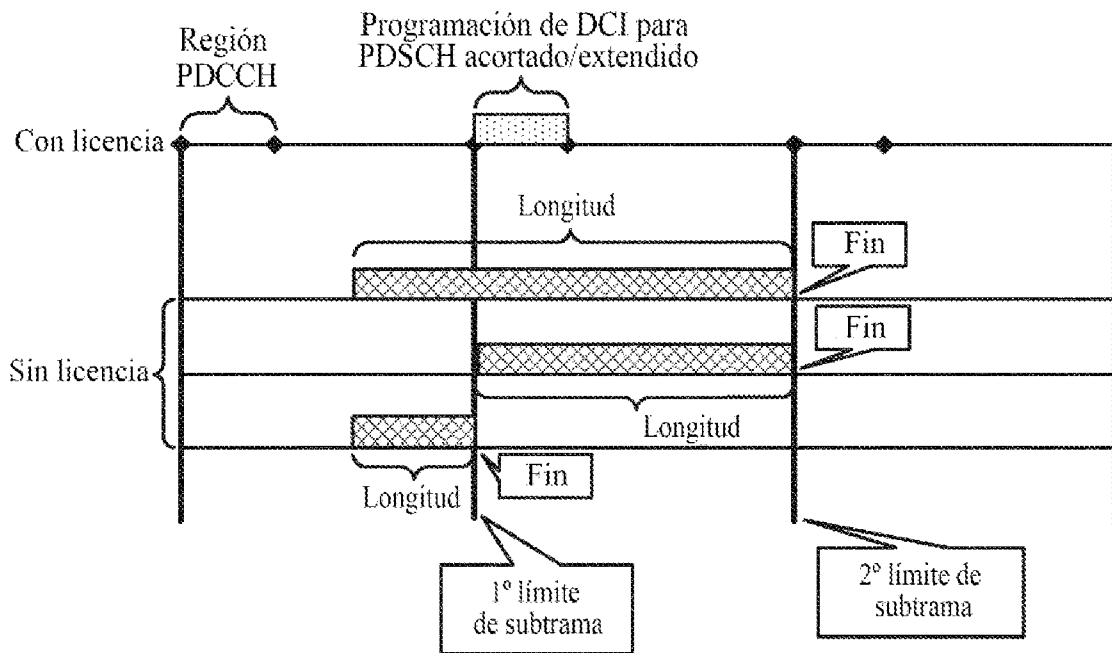 Región
PDCCH
Programación de DCI para
PDSCH acortado/extendido
Con licencia
Longitud
Fin
Fin
Sin licencia
Longitud
Longitud
Fin
1º límite
de subtrama
2º límite de
subtrama